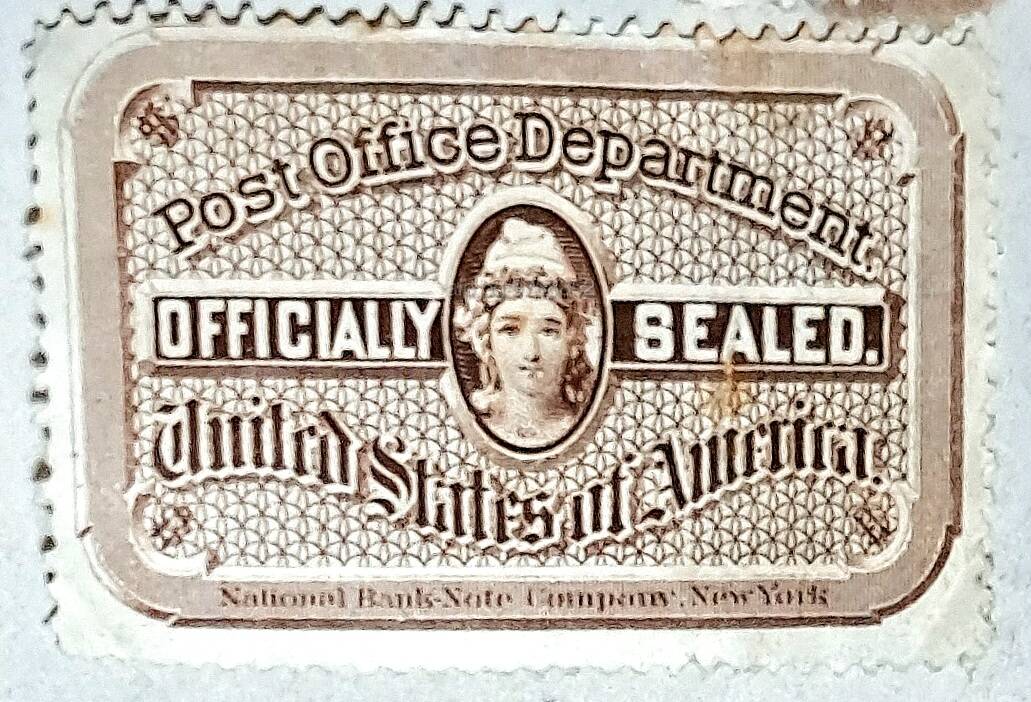 Post Office Department
OFFICIALLY SEALED.
United States of America.
National Bank-Note Company, New York